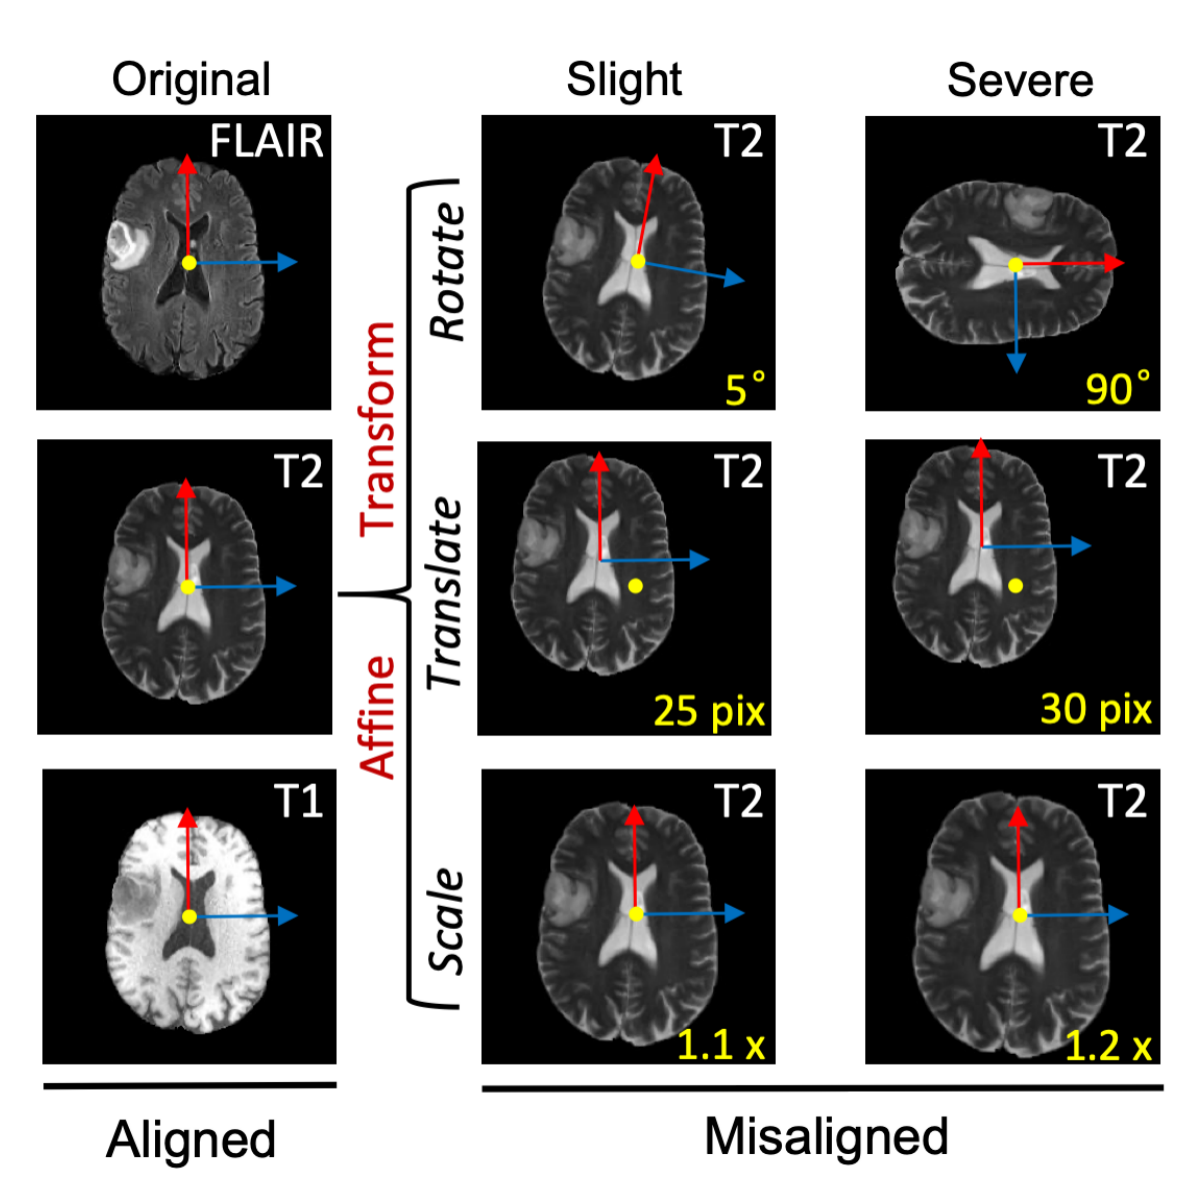 Original
Slight
Severe
FLAIR
T2
T2
Rotate
5°
90°
Transform
T2
T2
T2
Translate
25 pix
30 pix
Affine
T1
T2
T2
Scale
1.1 x
1.2 x
Aligned
Misaligned